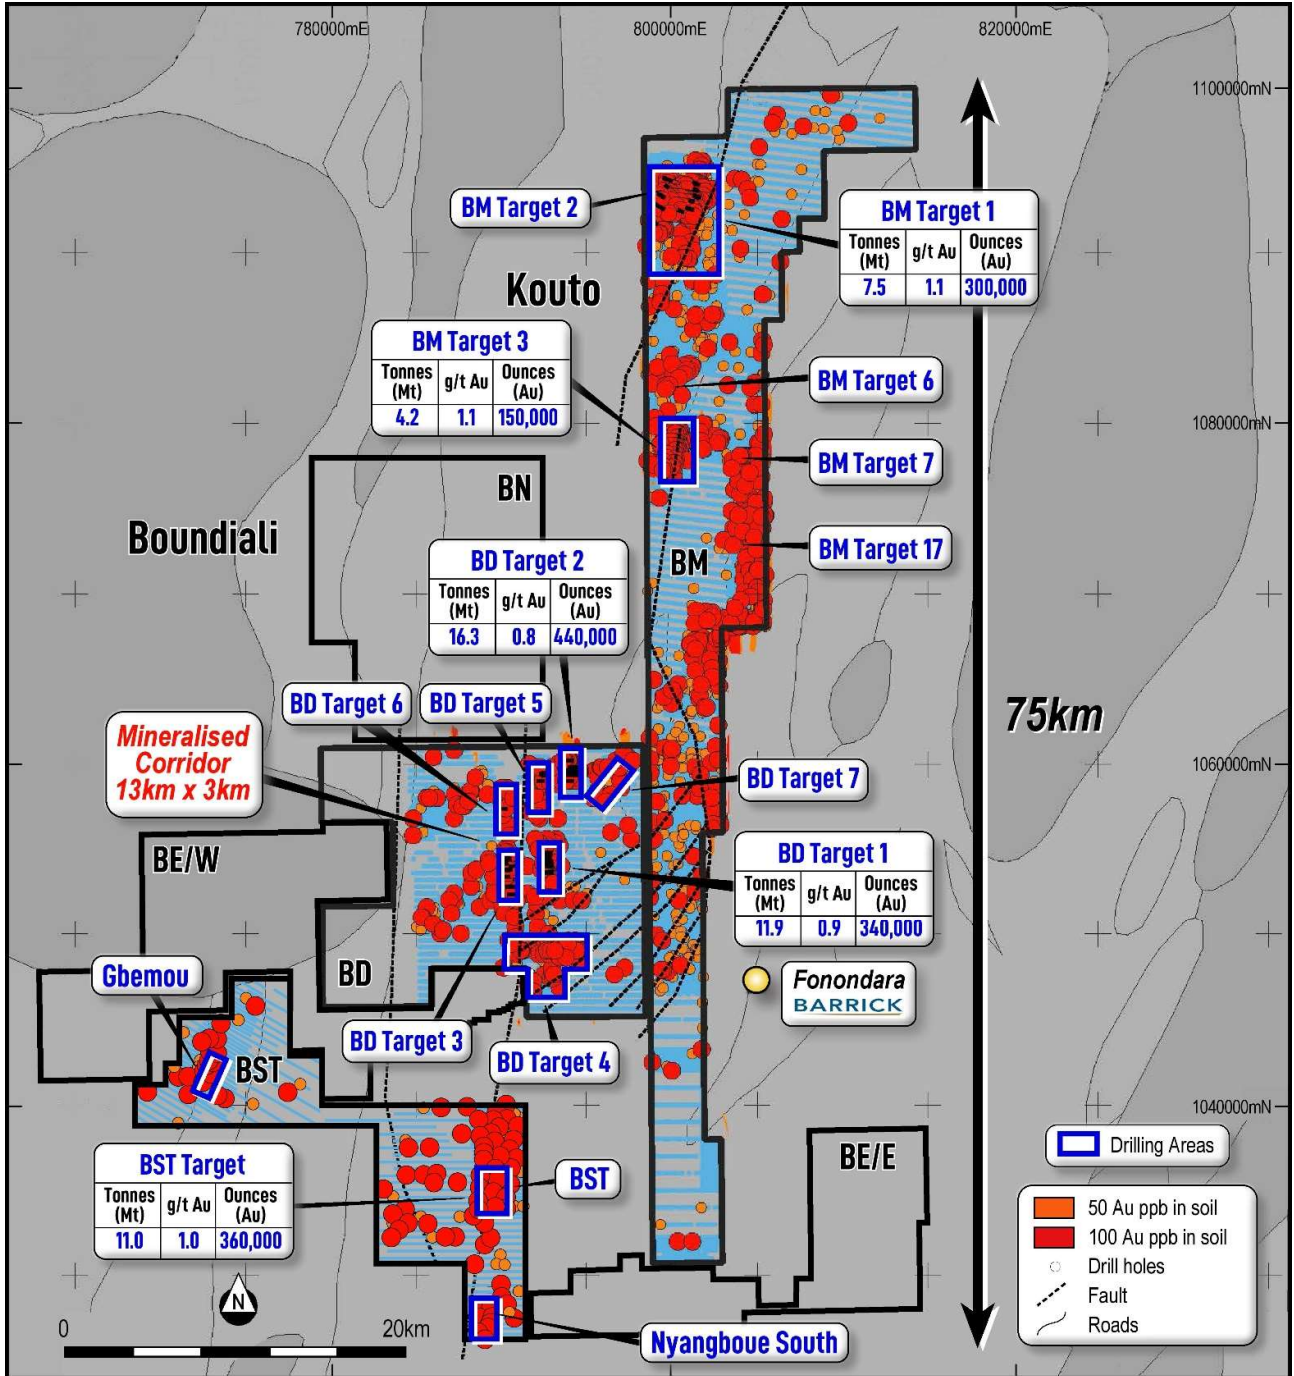 780000mE
800000mE
820000mE
1100000mN
BM Target 2
BM Target 1
Tonnes (Mt) g/t Au Ounces (Au)
7.5 1.1 300,000
Kouto
BM Target 3
Tonnes (Mt) g/t Au Ounces (Au)
4.2 1.1 150,000
BM Target 6
1080000mN
BM Target 7
BN
Boundiali
BM Target 17
BM
BD Target 2
Tonnes (Mt) g/t Au Ounces (Au)
16.3 0.8 440,000
BD Target 6
BD Target 5
75km
Mineralised
Corridor
13km x 3km
1060000mN
BD Target 7
BE/W
BD Target 1
Tonnes (Mt) g/t Au Ounces (Au)
11.9 0.9 340,000
Gbemou
BD
Fonondara
BARRICK
BD Target 3
BD Target 4
BST
1040000mN
BE/E
Drilling Areas
BST Target
Tonnes (Mt) g/t Au Ounces (Au)
11.0 1.0 360,000
BST
50 Au ppb in soil
100 Au ppb in soil
Drill holes
Fault
Roads
N
0 20km
Nyangboue South